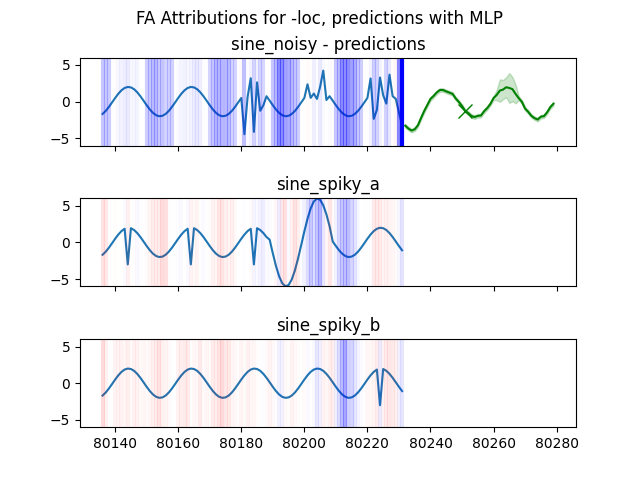 FA Attributions for -loc, predictions with MLP
sine_noisy - predictions
5
0
−5
sine_spiky_a
5
0
−5
sine_spiky_b
5
0
−5
80140 80160 80180 80200 80220 80240 80260 80280